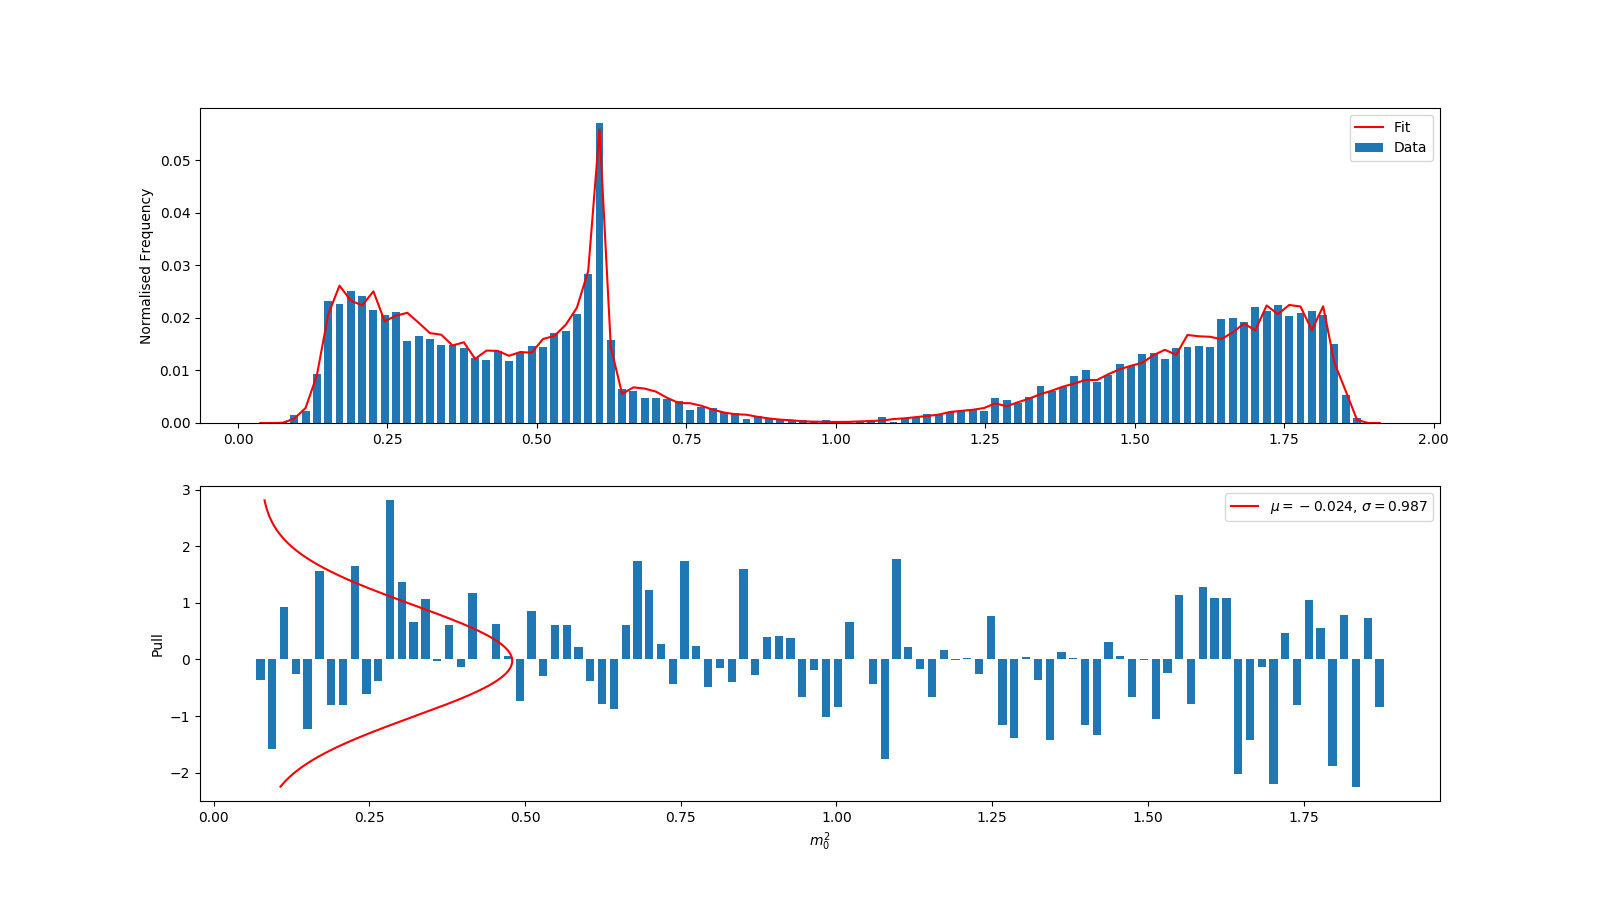 Normalised Frequency
0.05
0.04
0.03
0.02
0.01
0.00
0.00 0.25 0.50 0.75 1.00 1.25 1.50 1.75 2.00
Fit
Data
Pull
3
2
1
0
−1
−2
0.00 0.25 0.50 0.75 1.00 1.25 1.50 1.75
μ = −0.024, σ = 0.987
m₀²